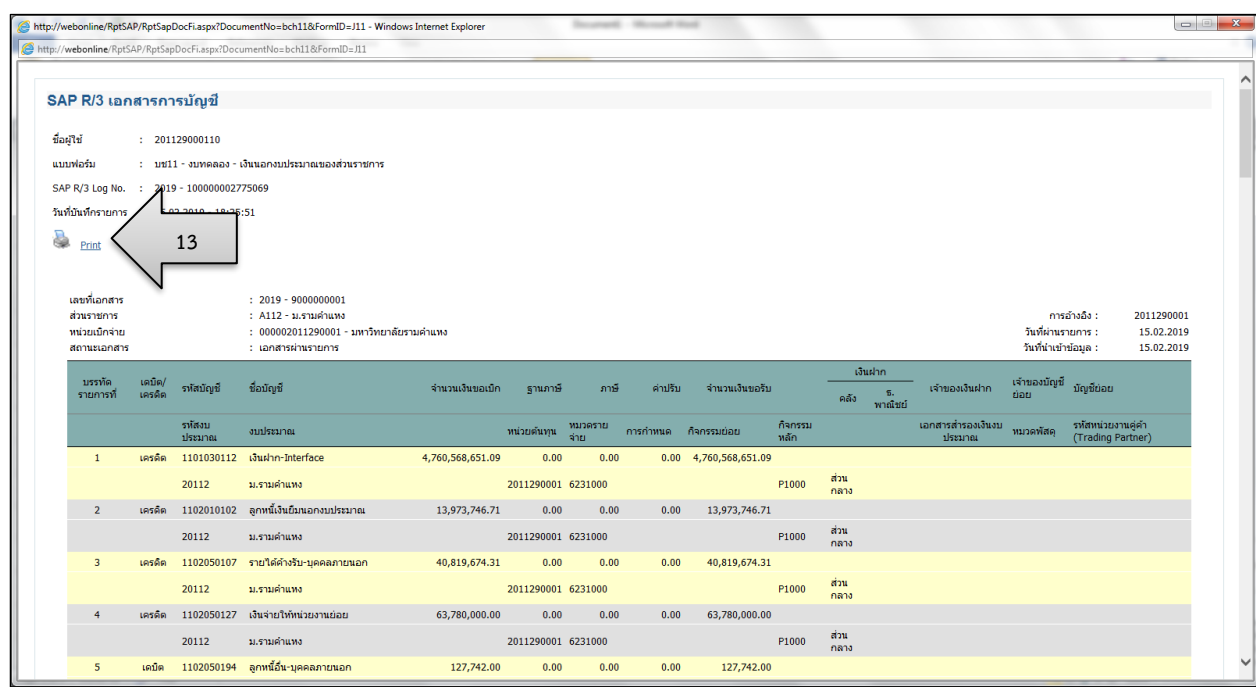 http://webonline/RptSAP/RptSapDocFi.aspx?DocumentNo=bch11&FormID=J11 - Windows Internet Explorer
http://webonline/RptSAP/RptSapDocFi.aspx?DocumentNo=bch11&FormID=J11
SAP R/3 เอกสารการบัญชี
ชื่อผู้ใช้ : 201129000110
แบบฟอร์ม : บช11 - งบทดลอง - เงินนอกงบประมาณของส่วนราชการ
SAP R/3 Log No. : 2019 - 100000002775069
วันที่บันทึกรายการ 02.2019 - 18:25:51
Print 13
เลขที่เอกสาร : 2019 - 9000000001
ส่วนราชการ : A112 - ม.รามคำแหง การอ้างอิง : 2011290001
หน่วยเบิกจ่าย : 000002011290001 - มหาวิทยาลัยรามคำแหง วันที่ผ่านรายการ : 15.02.2019
สถานะเอกสาร : เอกสารผ่านรายการ วันที่นำเข้าข้อมูล : 15.02.2019
บรรทัดรายการที่ เดบิต/เครดิต รหัสบัญชี ชื่อบัญชี จำนวนเงินขอเบิก ฐานภาษี ภาษี ค่าปรับ จำนวนเงินขอรับ เงินฝาก คลัง ธ.พาณิชย์ เจ้าของเงินฝาก เจ้าของบัญชีย่อย บัญชีย่อย
รหัสงบประมาณ งบประมาณ หน่วยต้นทุน หมวดรายจ่าย การกำหนด กิจกรรมย่อย กิจกรรมหลัก เอกสารสำรองเงินงบประมาณ หมวดพัสดุ รหัสหน่วยงานคู่ค้า (Trading Partner)
1 เครดิต 1101030112 เงินฝาก-Interface 4,760,568,651.09 0.00 0.00 0.00 4,760,568,651.09
20112 ม.รามคำแหง 2011290001 6231000 P1000 ส่วนกลาง
2 เครดิต 1102010102 ลูกหนี้เงินยืมนอกงบประมาณ 13,973,746.71 0.00 0.00 0.00 13,973,746.71
20112 ม.รามคำแหง 2011290001 6231000 P1000 ส่วนกลาง
3 เครดิต 1102050107 รายได้ค้างรับ-บุคคลภายนอก 40,819,674.31 0.00 0.00 0.00 40,819,674.31
20112 ม.รามคำแหง 2011290001 6231000 P1000 ส่วนกลาง
4 เครดิต 1102050127 เงินจ่ายให้หน่วยงานย่อย 63,780,000.00 0.00 0.00 0.00 63,780,000.00
20112 ม.รามคำแหง 2011290001 6231000 P1000 ส่วนกลาง
5 เดบิต 1102050194 ลูกหนี้อื่น-บุคคลภายนอก 127,742.00 0.00 0.00 0.00 127,742.00